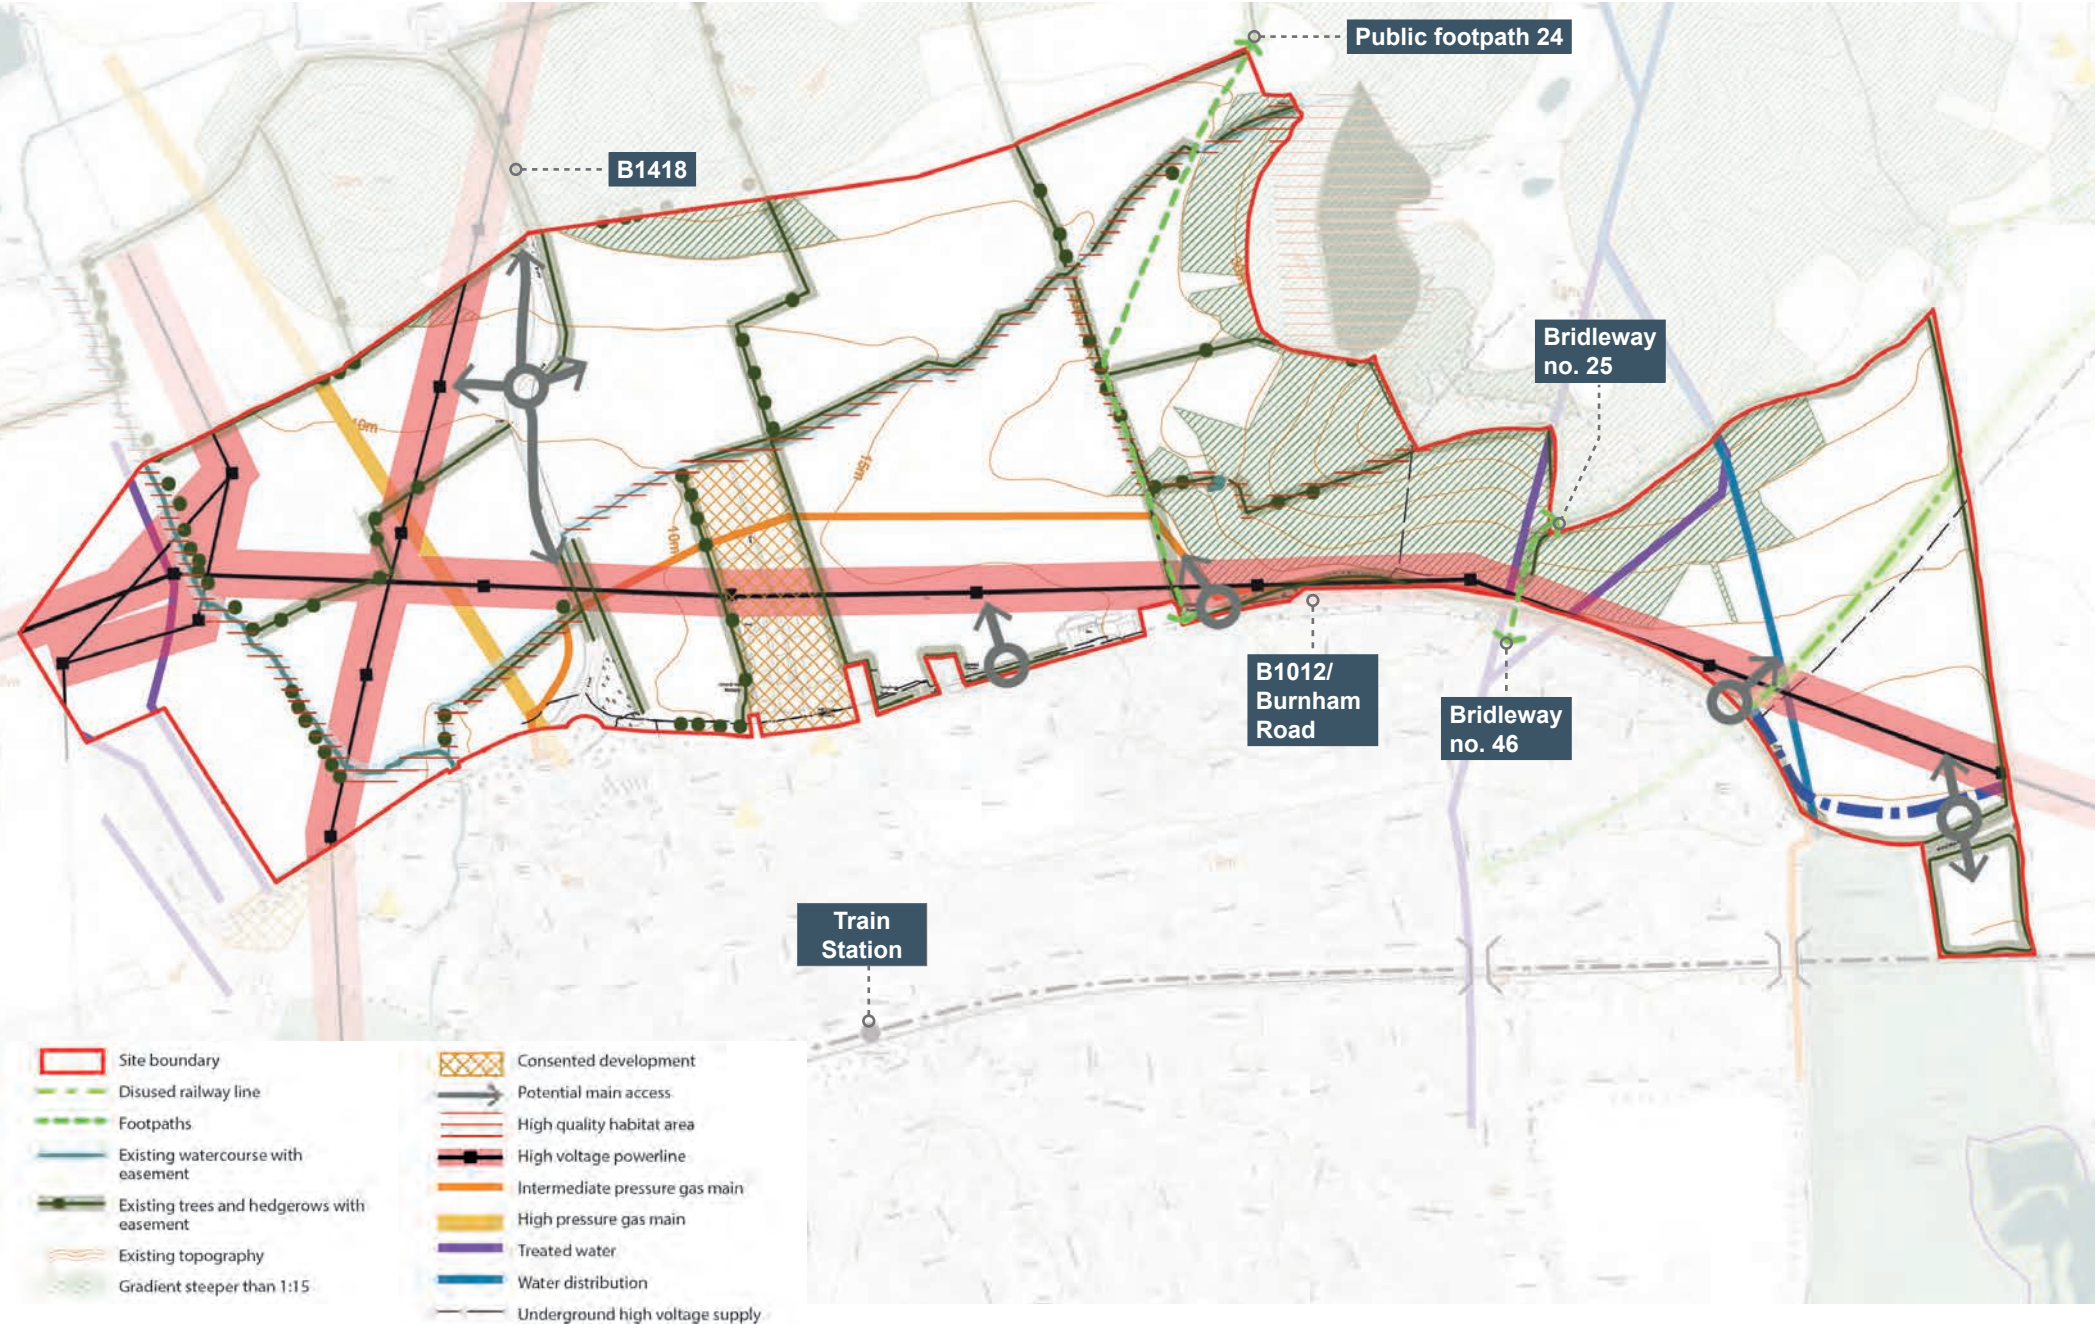 Public footpath 24
B1418
Bridleway
no. 25
10m
15m
10m
B1012/
Burnham
Road
Bridleway
no. 46
Train
Station
Site boundary
Disused railway line
Footpaths
Existing watercourse with
easement
Existing trees and hedgerows with
easement
Existing topography
Gradient steeper than 1:15
Consented development
Potential main access
High quality habitat area
High voltage powerline
Intermediate pressure gas main
High pressure gas main
Treated water
Water distribution
Underground high voltage supply